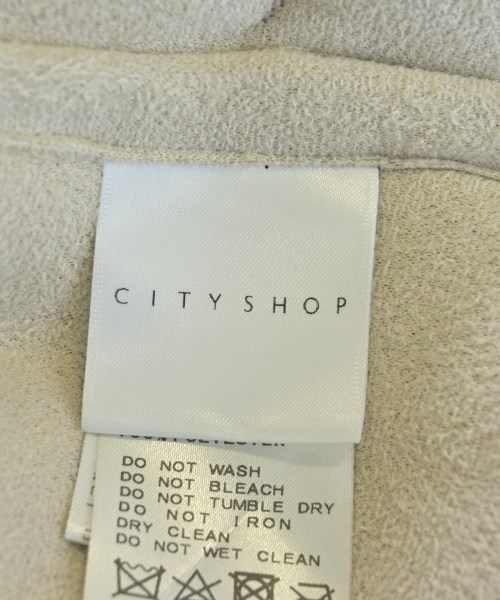 CITYSHOP
DO NOT WASH
DO NOT BLEACH
DO NOT TUMBLE DRY
DO NOT IRON
DRY CLEAN
DO NOT WET CLEAN